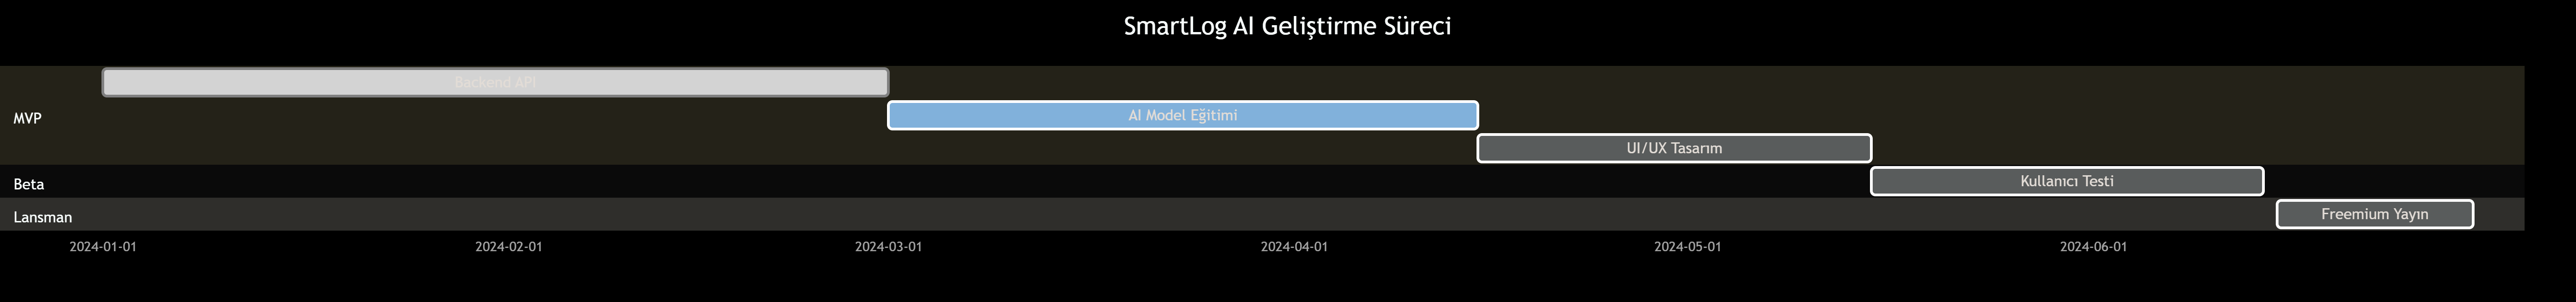 SmartLog AI Geliştirme Süreci
Backend API
MVP
AI Model Eğitimi
UI/UX Tasarım
Beta
Kullanıcı Testi
Lansman
Freemium Yayın
2024-01-01
2024-02-01
2024-03-01
2024-04-01
2024-05-01
2024-06-01